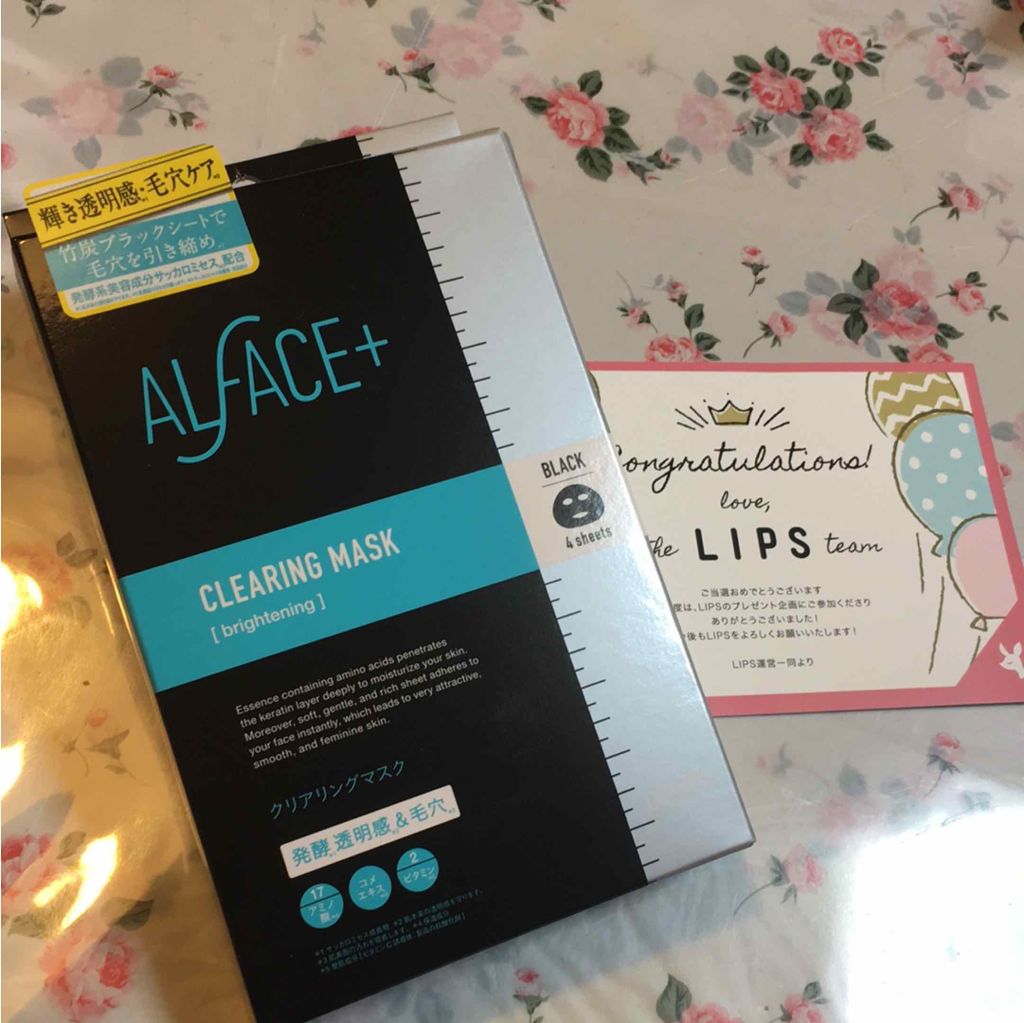 輝き透明感・毛穴ケア
竹炭ブラックシートで
毛穴を引き締め
発酵系美容成分サッカロミセス 配合
ALFACE+
BLACK
4 sheets
CLEARING MASK
[ brightening ]
Essence containing amino acids penetrates
the keratin layer deeply to moisturize your skin.
Moreover, soft, gentle, and rich sheet adheres to
your face instantly, which leads to very attractive,
smooth, and feminine skin.
クリアリングマスク
発酵 透明感&毛穴
17
アミノ
酸
コメ
エキス
2
ビタミン
Congratulations!
love,
the LIPS team
ご当選おめでとうございます
度は、LIPSのプレゼント企画にご参加くださり
ありがとうございました!
後もLIPSをよろしくお願いいたします!
LIPS運営一同より